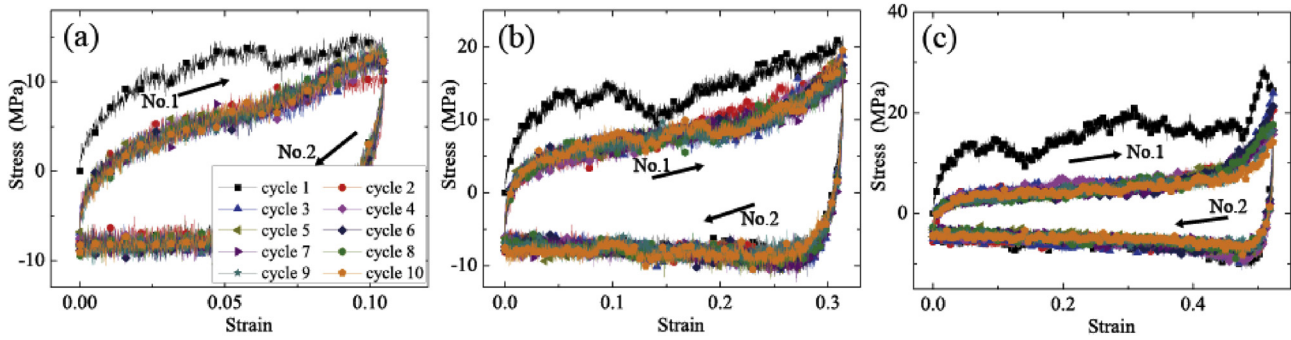 (a)
Stress (MPa)
10
0
-10
No.1
No.2
cycle 1 cycle 2
cycle 3 cycle 4
cycle 5 cycle 6
cycle 7 cycle 8
cycle 9 cycle 10
0.00 0.05 0.10
Strain
(b)
Stress (MPa)
20
10
0
-10
No.1
No.2
0.0 0.1 0.2 0.3
Strain
(c)
Stress (MPa)
40
20
0
No.1
No.2
0.0 0.2 0.4
Strain